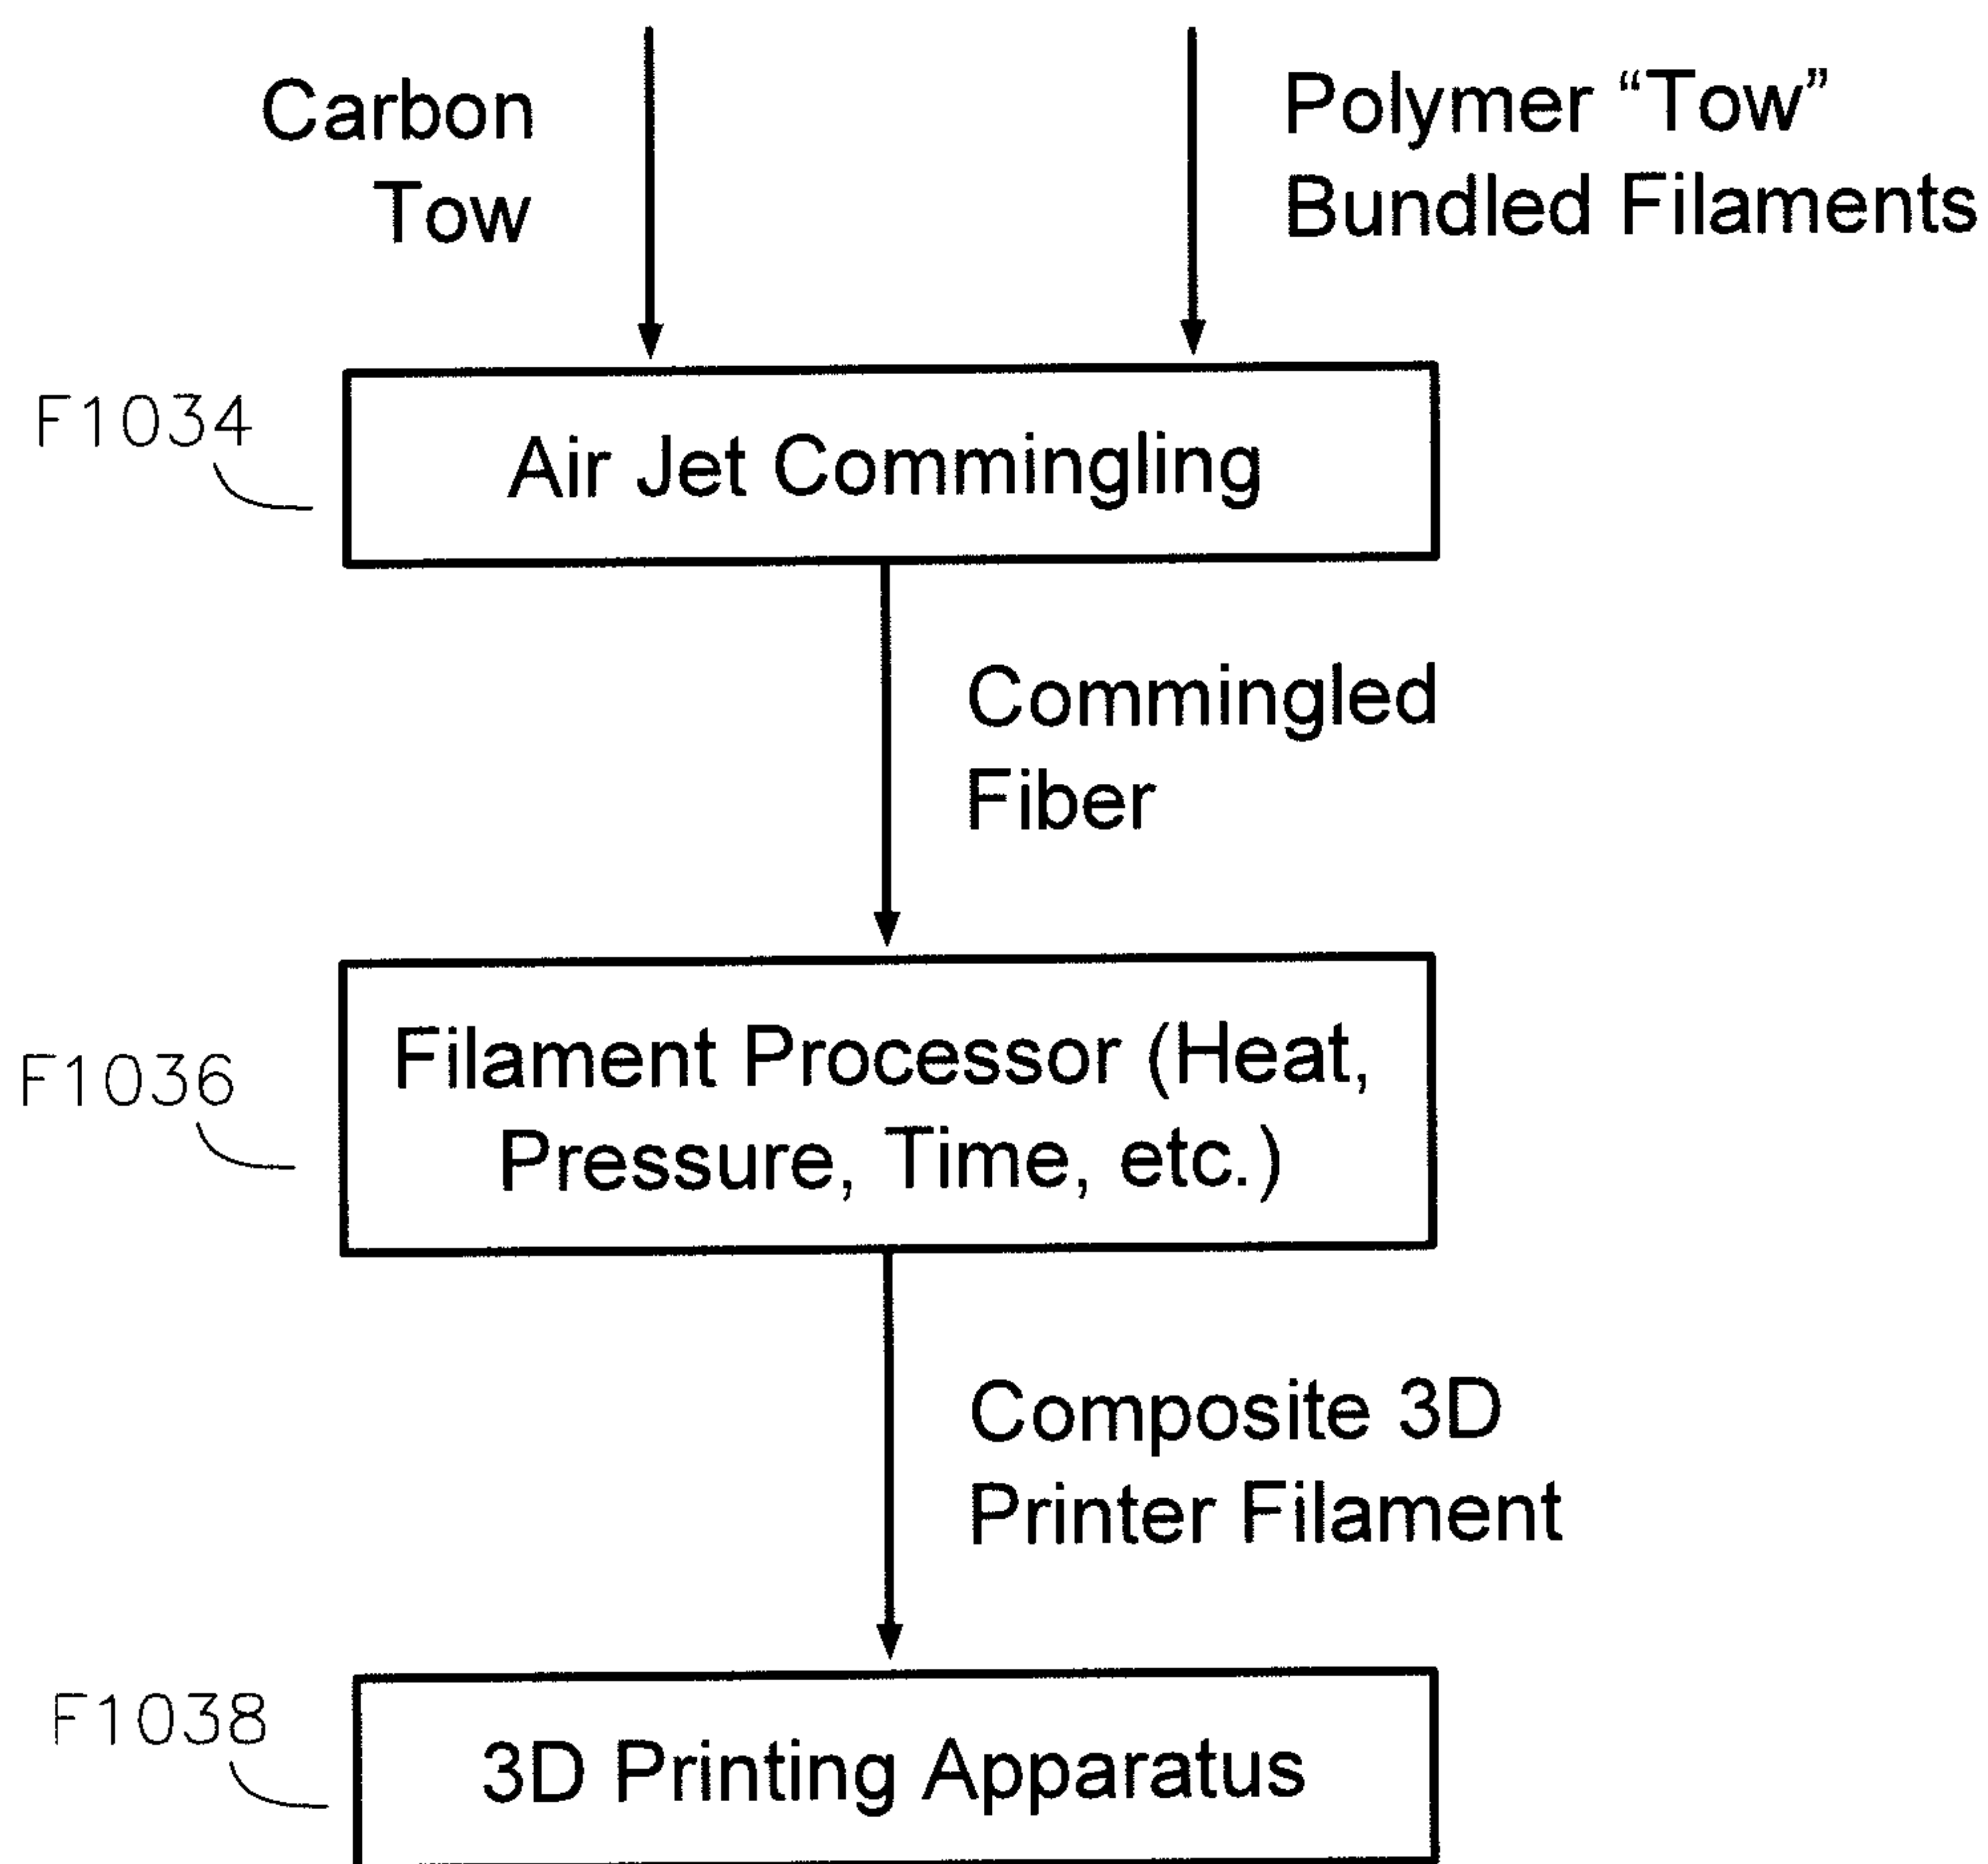 Carbon
Tow
Polymer “Tow”
Bundled Filaments
F1034
Air Jet Commingling
Commingled
Fiber
F1036
Filament Processor (Heat,
Pressure, Time, etc.)
Composite 3D
Printer Filament
F1038
3D Printing Apparatus